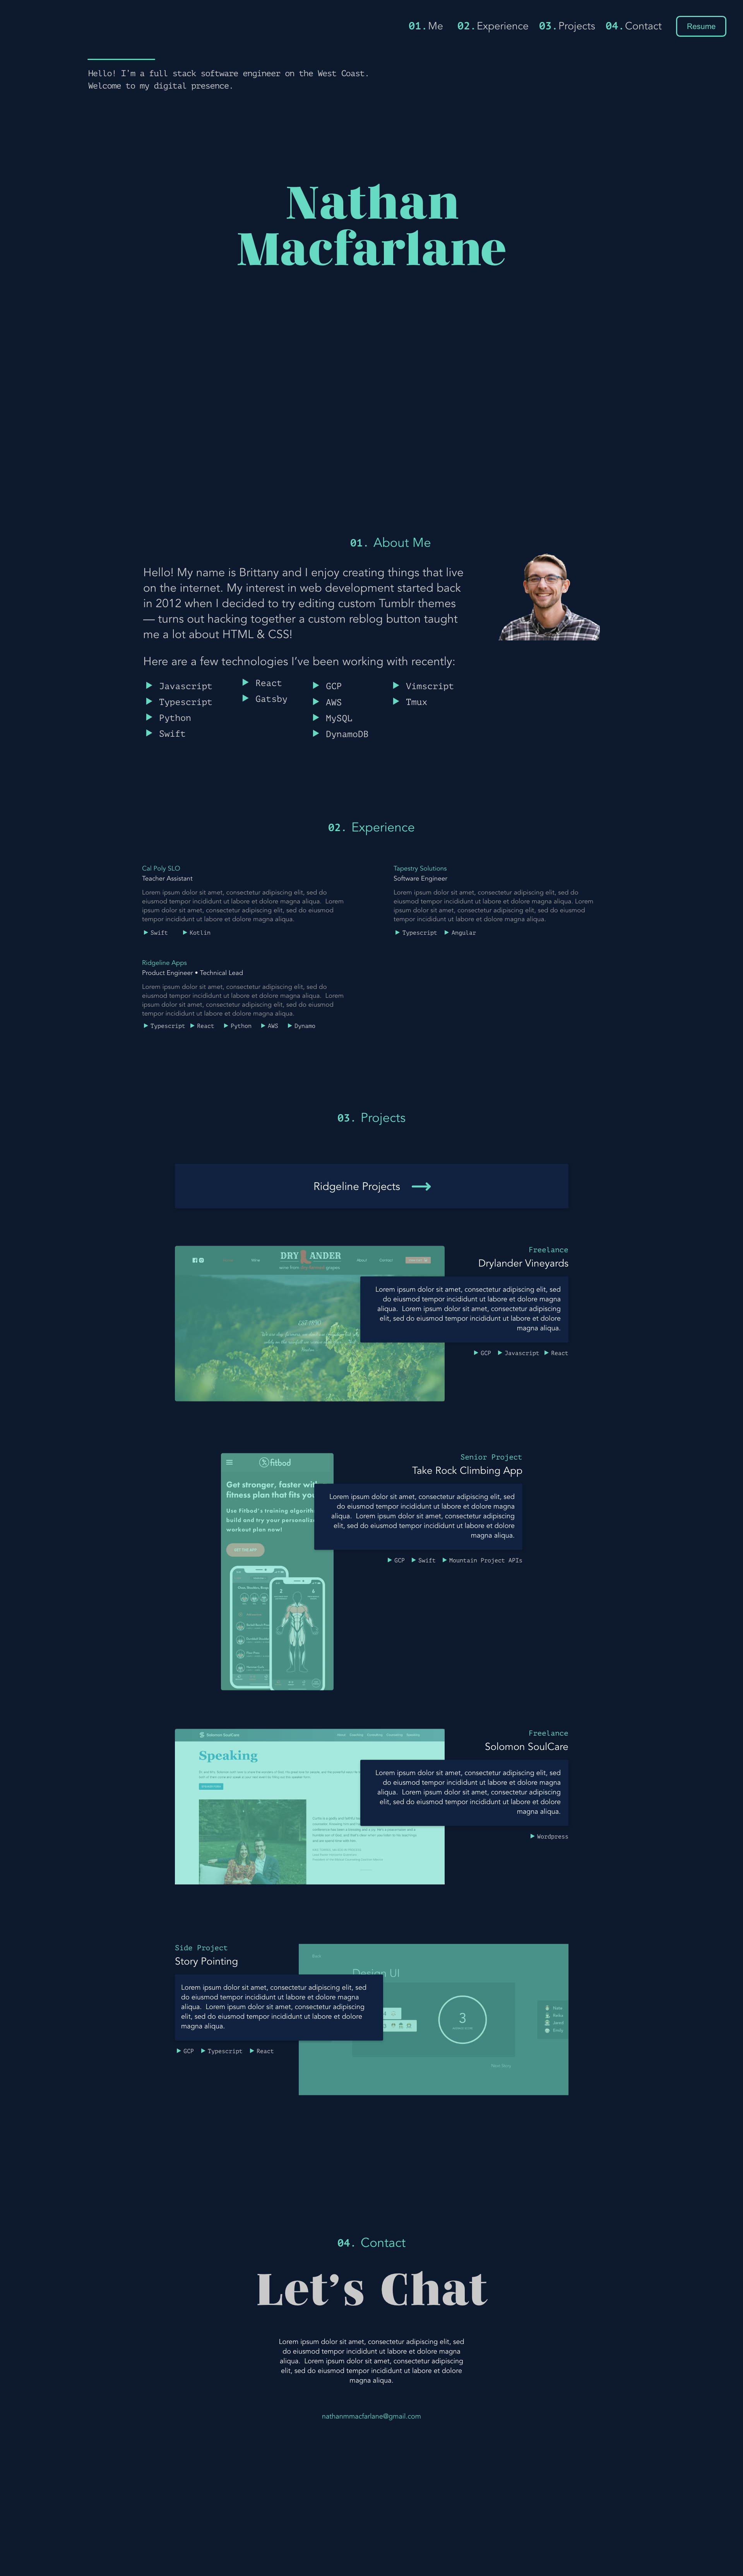 01. Me 02. Experience 03. Projects 04. Contact Resume
Hello! I'm a full stack software engineer on the West Coast.
Welcome to my digital presence.
Nathan
Macfarlane
01. About Me
Hello! My name is Brittany and I enjoy creating things that live
on the internet. My interest in web development started back
in 2012 when I decided to try editing custom Tumblr themes
— turns out hacking together a custom reblog button taught
me a lot about HTML & CSS!
Here are a few technologies I've been working with recently:
Javascript
Typescript
Python
Swift
React
Gatsby
GCP
AWS
MySQL
DynamoDB
Vimscript
Tmux
02. Experience
Cal Poly SLO
Teacher Assistant
Lorem ipsum dolor sit amet, consectetur adipiscing elit, sed do
eiusmod tempor incididunt ut labore et dolore magna aliqua. Lorem
ipsum dolor sit amet, consectetur adipiscing elit, sed do eiusmod
tempor incididunt ut labore et dolore magna aliqua.
Swift Kotlin
Tapestry Solutions
Software Engineer
Lorem ipsum dolor sit amet, consectetur adipiscing elit, sed do
eiusmod tempor incididunt ut labore et dolore magna aliqua. Lorem
ipsum dolor sit amet, consectetur adipiscing elit, sed do eiusmod
tempor incididunt ut labore et dolore magna aliqua.
Typescript Angular
Ridgeline Apps
Product Engineer • Technical Lead
Lorem ipsum dolor sit amet, consectetur adipiscing elit, sed do
eiusmod tempor incididunt ut labore et dolore magna aliqua. Lorem
ipsum dolor sit amet, consectetur adipiscing elit, sed do eiusmod
tempor incididunt ut labore et dolore magna aliqua.
Typescript React Python AWS Dynamo
03. Projects
Ridgeline Projects
DRY ANDER
Wine About Contact
wine from grapes
Freelance
Drylander Vineyards
Lorem ipsum dolor sit amet, consectetur adipiscing elit, sed
do eiusmod tempor incididunt ut labore et dolore magna
aliqua. Lorem ipsum dolor sit amet, consectetur adipiscing
elit, sed do eiusmod tempor incididunt ut labore et dolore
magna aliqua.
GCP Javascript React
fitbod
Get stronger, faster with
fitness plan that fits you
Use Fitbod's training algorith
build and try your personaliz
workout plan now!
Senior Project
Take Rock Climbing App
Lorem ipsum dolor sit amet, consectetur adipiscing elit, sed
do eiusmod tempor incididunt ut labore et dolore magna
aliqua. Lorem ipsum dolor sit amet, consectetur adipiscing
elit, sed do eiusmod tempor incididunt ut labore et dolore
magna aliqua.
GCP Swift Mountain Project APIs
Solomon SoulCare
Speaking
Freelance
Solomon SoulCare
Lorem ipsum dolor sit amet, consectetur adipiscing elit, sed
do eiusmod tempor incididunt ut labore et dolore magna
aliqua. Lorem ipsum dolor sit amet, consectetur adipiscing
elit, sed do eiusmod tempor incididunt ut labore et dolore
magna aliqua.
Wordpress
Side Project
Story Pointing
Lorem ipsum dolor sit amet, consectetur adipiscing elit, sed
do eiusmod tempor incididunt ut labore et dolore magna
aliqua. Lorem ipsum dolor sit amet, consectetur adipiscing
elit, sed do eiusmod tempor incididunt ut labore et dolore
magna aliqua.
GCP Typescript React
Design UI
3
04. Contact
Let's Chat
Lorem ipsum dolor sit amet, consectetur adipiscing elit, sed
do eiusmod tempor incididunt ut labore et dolore magna
aliqua. Lorem ipsum dolor sit amet, consectetur adipiscing
elit, sed do eiusmod tempor incididunt ut labore et dolore
magna aliqua.
nathanmmacfarlane@gmail.com